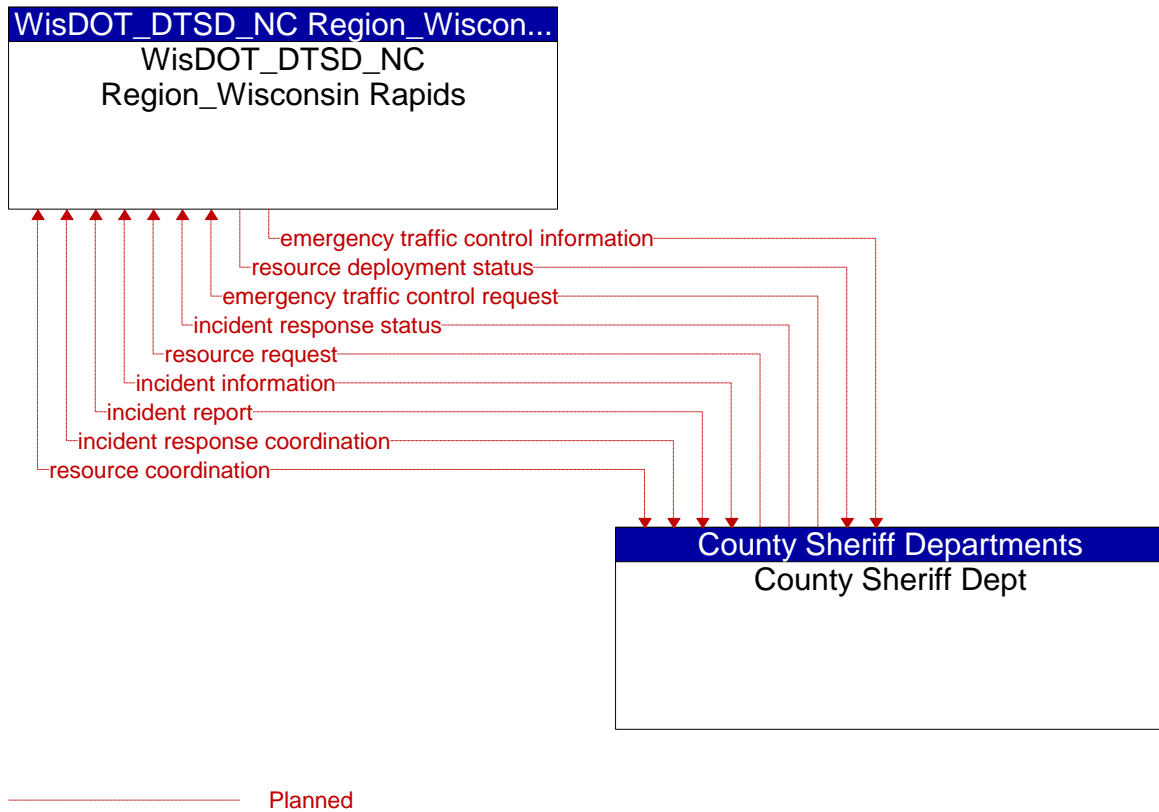 WisDOT_DTSD_NC Region_Wiscon...
WisDOT_DTSD_NC
Region_Wisconsin Rapids
emergency traffic control information
resource deployment status
emergency traffic control request
incident response status
resource request
incident information
incident report
incident response coordination
resource coordination
County Sheriff Departments
County Sheriff Dept
Planned